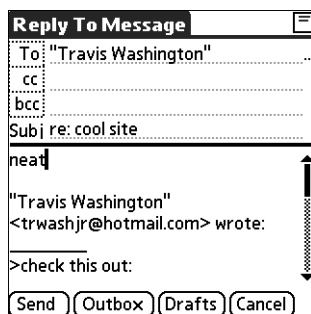 Reply To Message
To "Travis Washington" ..
cc
bcc
Subj re: cool site
neat
"Travis Washington"
<trwashjr@hotmail.com> wrote:
>check this out:
Send Outbox Drafts Cancel